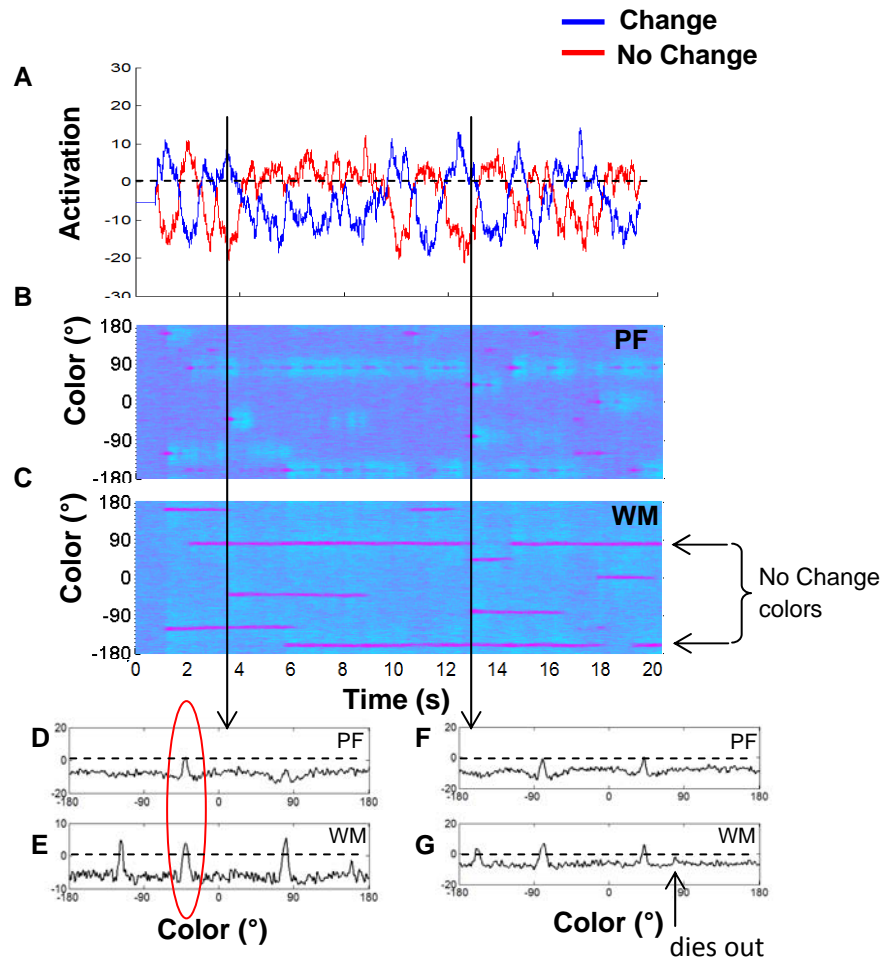 Change
No Change
A
30
20
10
0
-10
-20
-30
Activation
B
180
90
0
-90
-180
Color (°)
PF
C
180
90
0
-90
-180
Color (°)
WM
No Change
colors
0 2 4 6 8 10 12 14 16 18 20
Time (s)
D
20
0
-20
PF
-180 -90 0 90 180
E
10
0
-10
WM
-180 -90 0 90 180
Color (°)
F
20
0
-20
PF
-180 -90 0 90 180
G
20
0
-20
WM
-180 -90 0 90 180
Color (°)
dies out